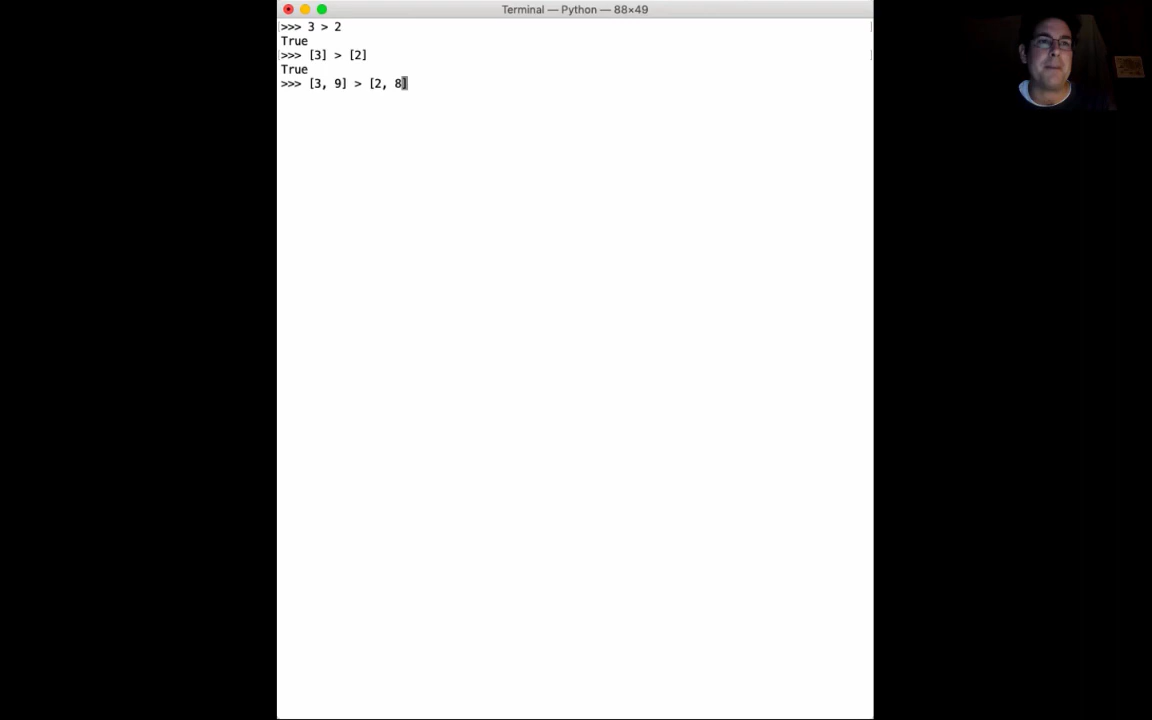 Terminal — Python — 88×49
>>> 3 > 2
True
>>> [3] > [2]
True
>>> [3, 9] > [2, 8]